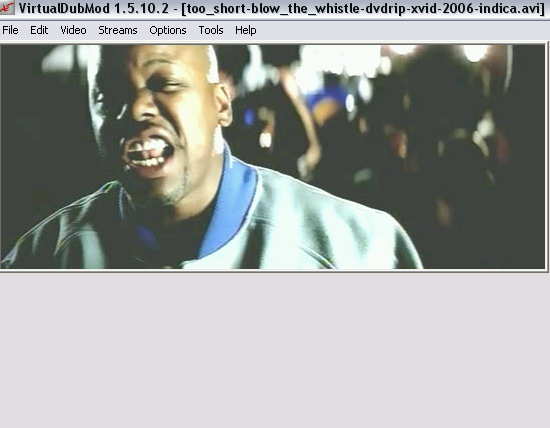 VirtualDubMod 1.5.10.2 - [too_short-blow_the_whistle-dvdrip-xvid-2006-indica.avi]
File Edit Video Streams Options Tools Help